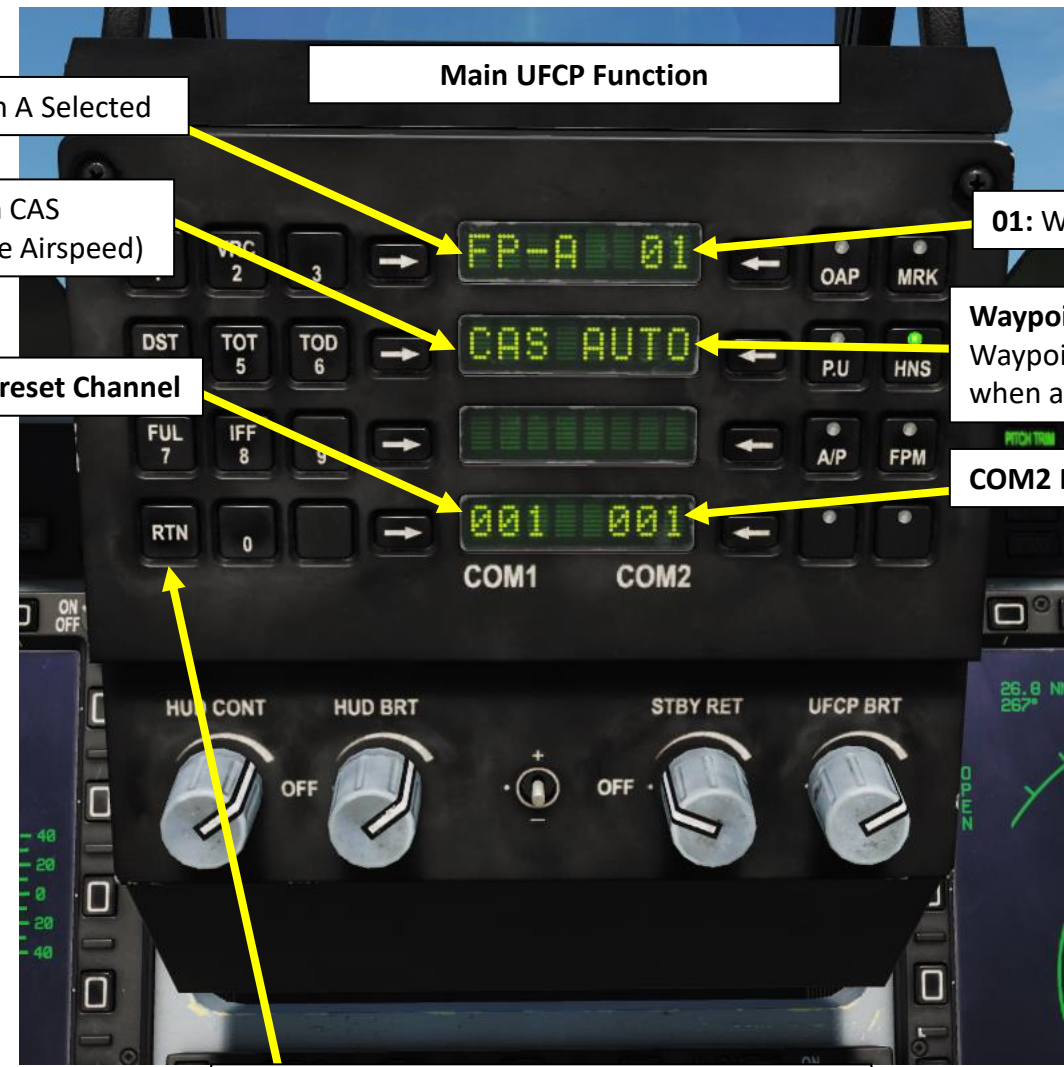 Main UFCP Function
A Selected
CAS
Airspeed)
01:
FP-A 01
VRC
2
3
OAP
MRK
CAS AUTO
DST
TOT
5
TOD
6
P.U
HNS
Waypoi
when a
reset Channel
FUL
7
IFF
8
9
A/P
FPM
PITCH TRIM
COM2
RTN
0
001 001
COM1 COM2
ON
OFF
HUD CONT
HUD BRT
STBY RET
UFCP BRT
26.8 NM
267°
OFF
+
−
OFF
OPEN
40
20
0
20
40
ON